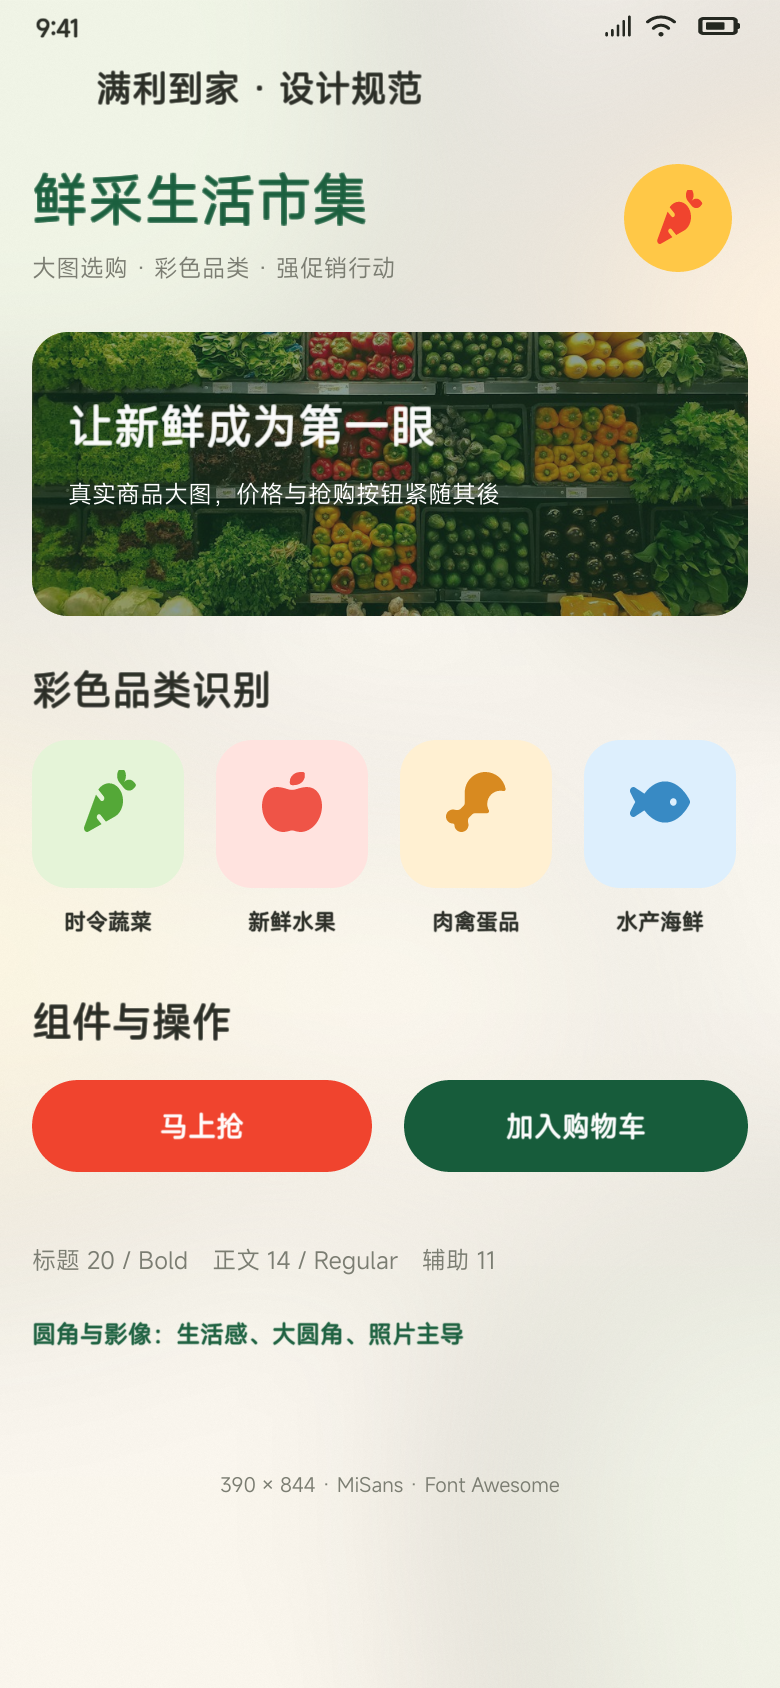 9:41
满利到家 · 设计规范
鲜采生活市集
大图选购 · 彩色品类 · 强促销行动
让新鲜成为第一眼
真实商品大图，价格与抢购按钮紧随其後
彩色品类识别
时令蔬菜 新鲜水果 肉禽蛋品 水产海鲜
组件与操作
马上抢 加入购物车
标题 20 / Bold 正文 14 / Regular 辅助 11
圆角与影像：生活感、大圆角、照片主导
390 × 844 · MiSans · Font Awesome